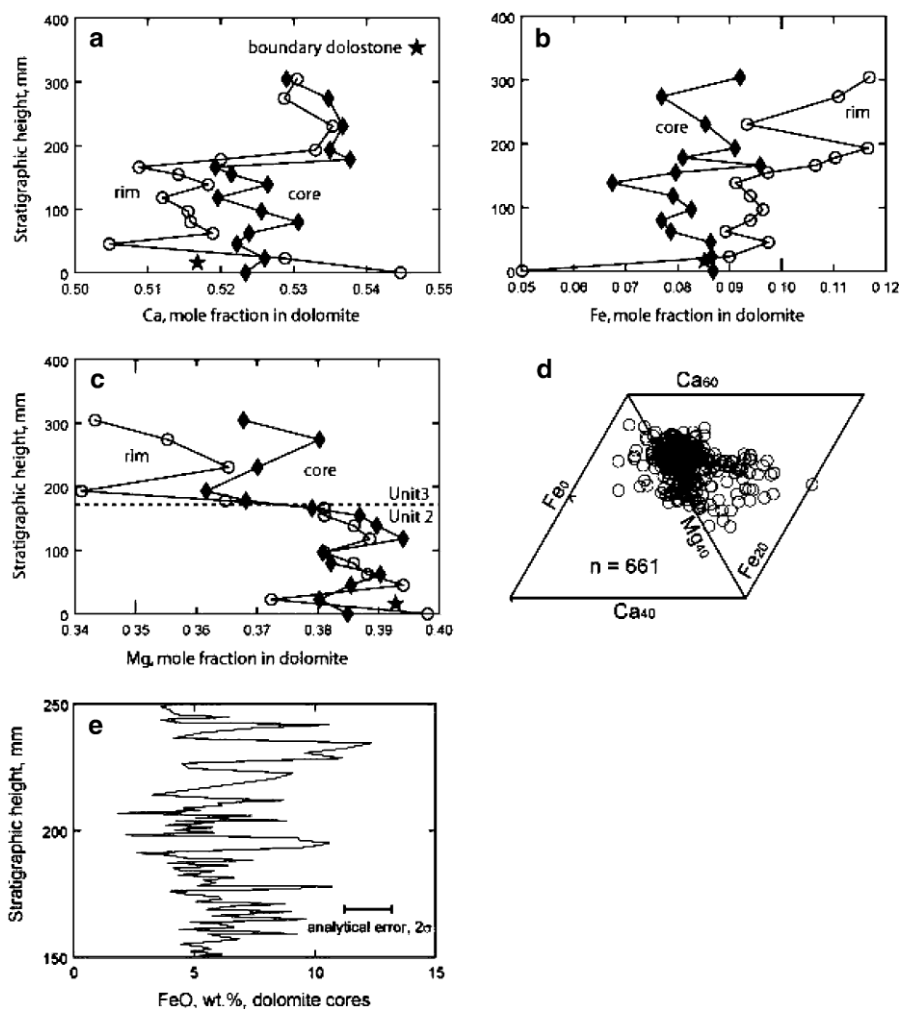 a
boundary dolostone ★
400
300
200
100
0
Stratigraphic height, mm
core
rim
core
0.50 0.51 0.52 0.53 0.54 0.55
Ca, mole fraction in dolomite
b
400
300
200
100
0
core
rim
0.05 0.06 0.07 0 08 0.09 0 10 0.11 0 12
Fe, mole fraction in dolomite
c
400
300
200
100
0
Stratigraphic height, mm
rim
core
Unit3
Unit 2
0.34 0.35 0.36 0.37 0.38 0.39 0.40
Mg, mole fraction in dolomite
d
Ca60
Fe0
Mg40
Fe20
n = 661
Ca40
e
250
200
150
Stratigraphic height, mm
analytical error, 2σ
0 5 10 15
FeO, wt.%, dolomite cores